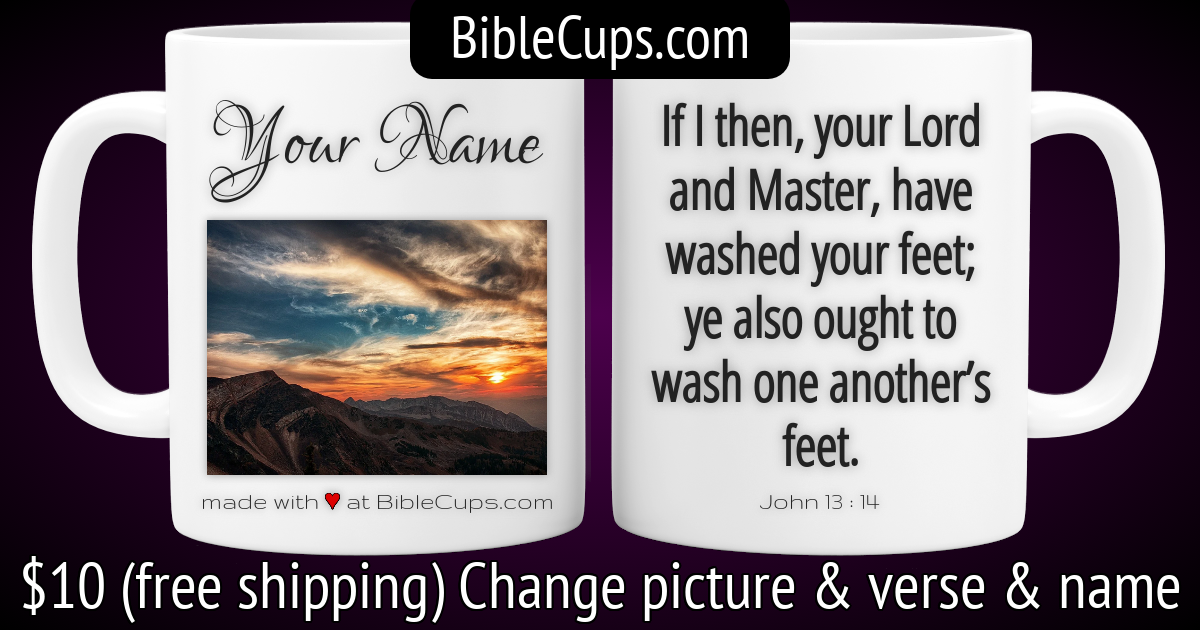 BibleCups.com
Your Name
made with ♥ at BibleCups.com
If I then, your Lord
and Master, have
washed your feet;
ye also ought to
wash one another’s
feet.
John 13 : 14
$10 (free shipping) Change picture & verse & name